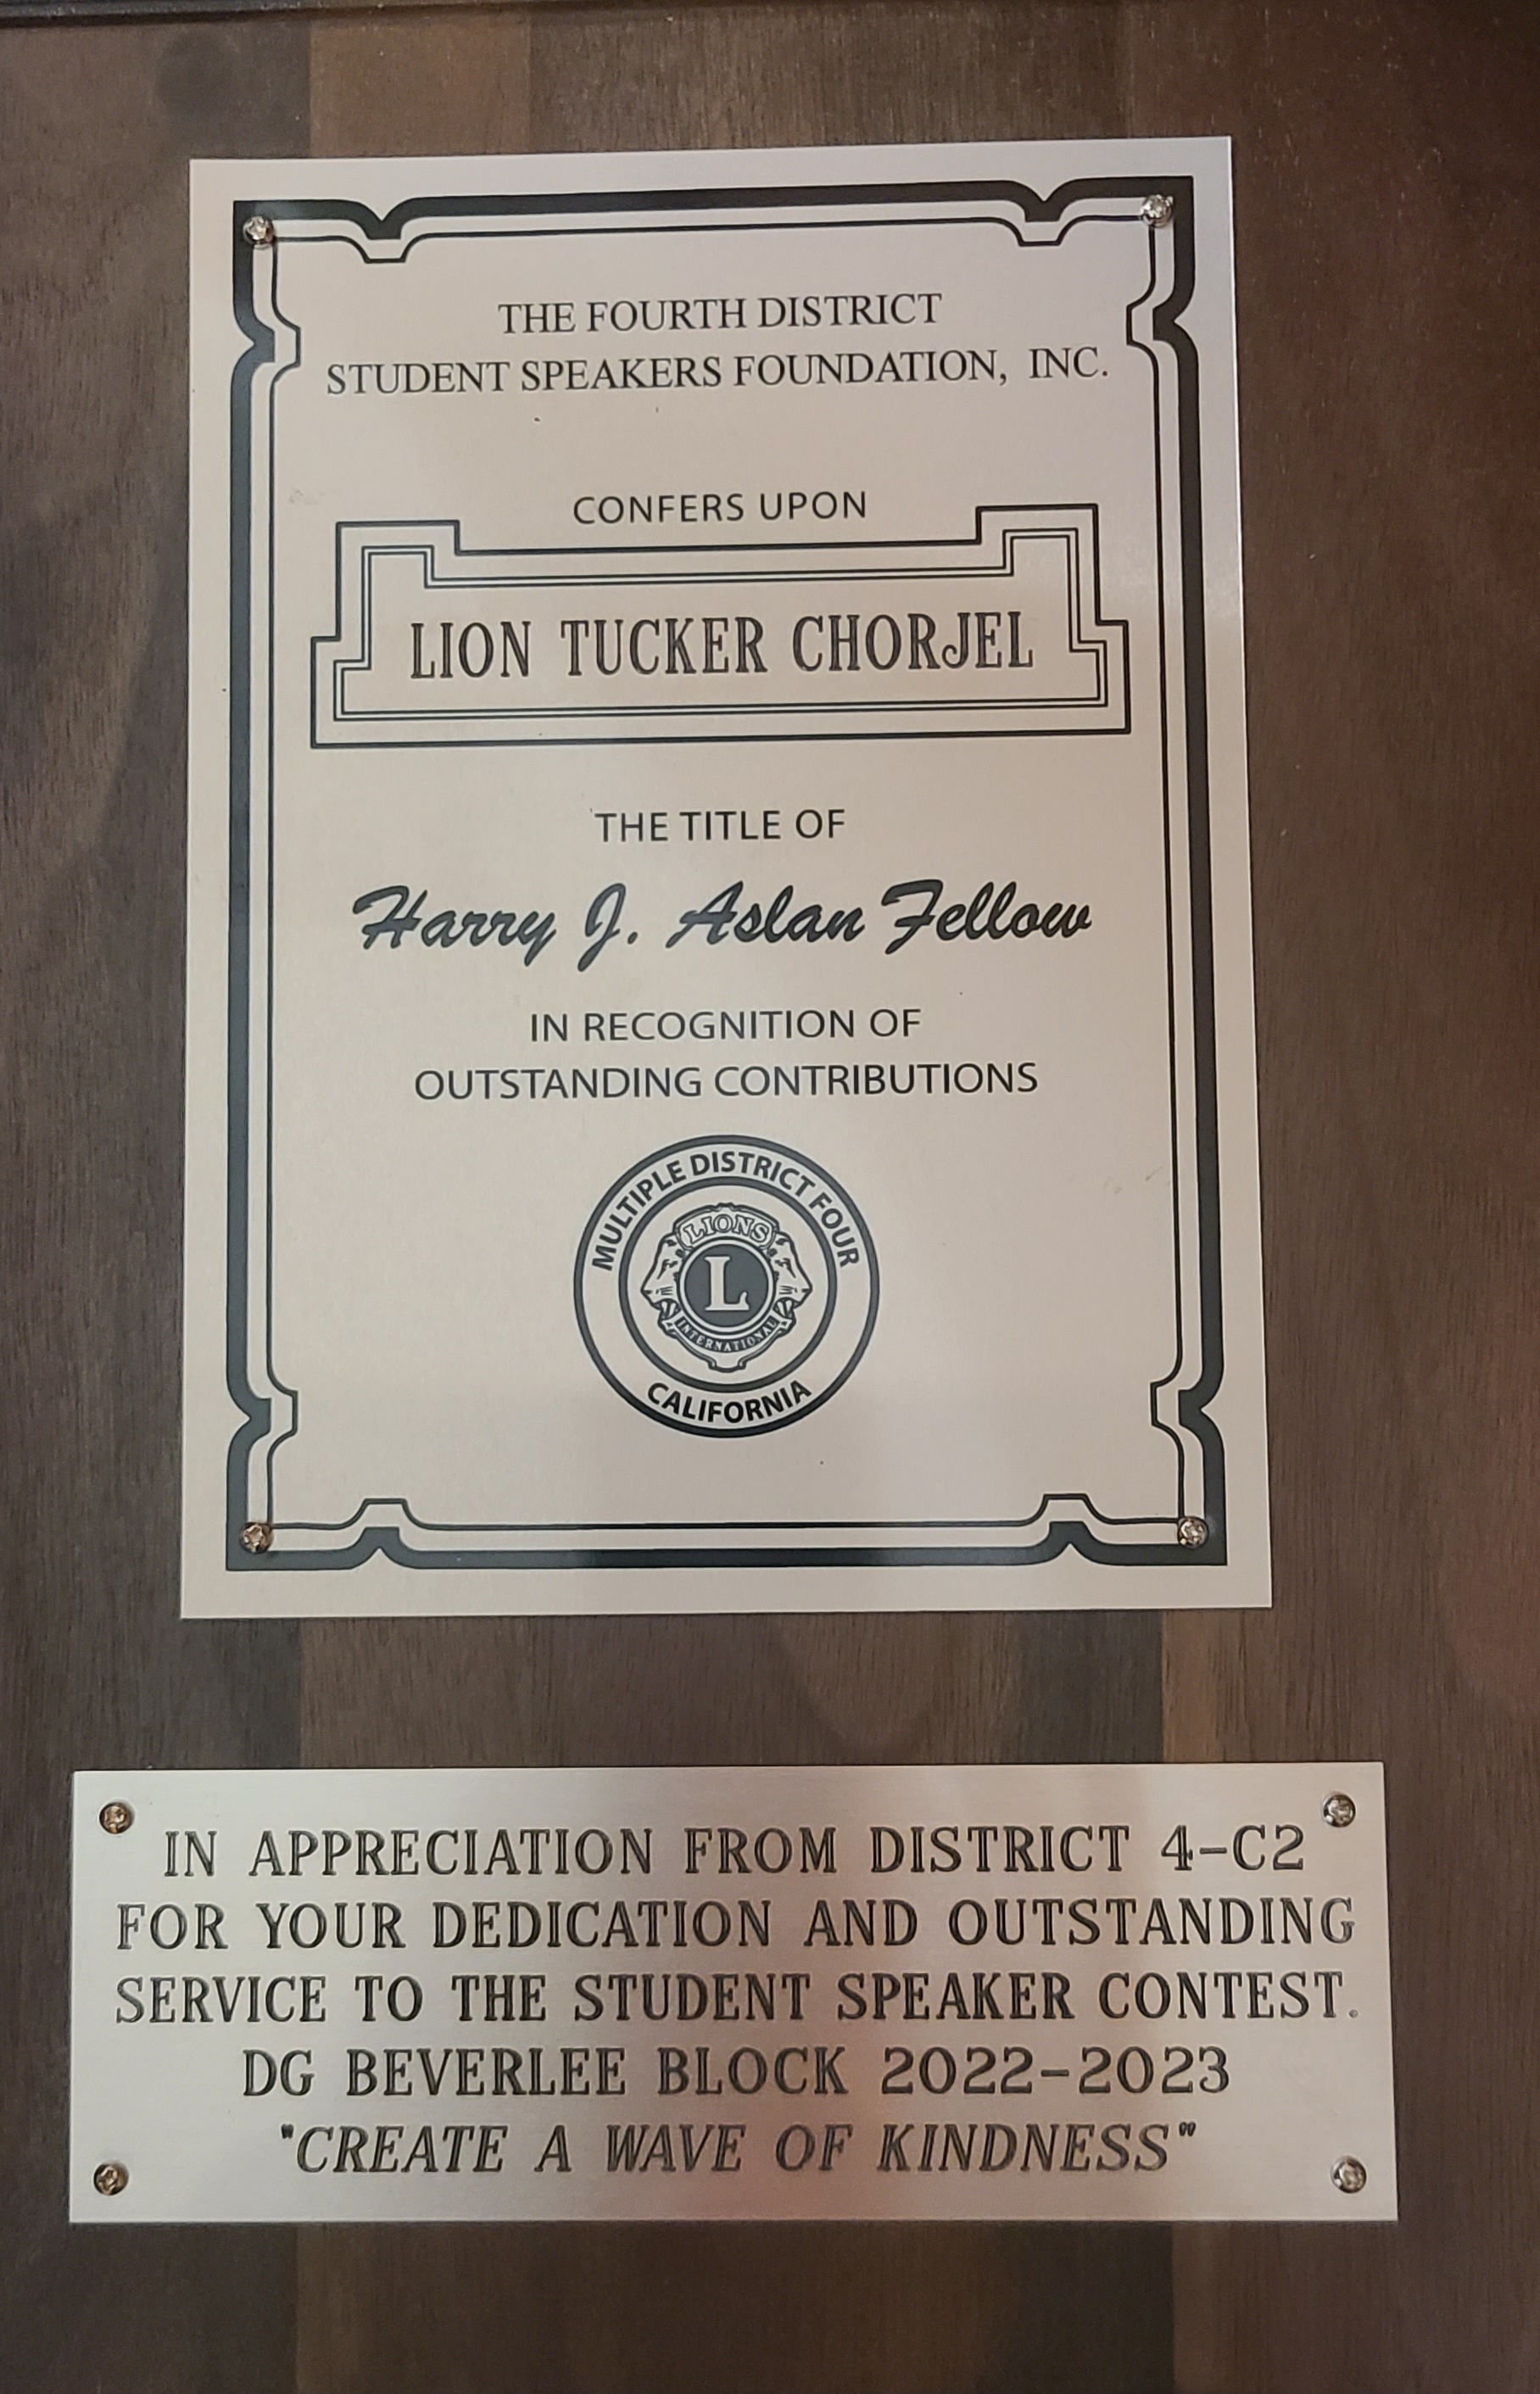 THE FOURTH DISTRICT
STUDENT SPEAKERS FOUNDATION, INC.
CONFERS UPON
LION TUCKER CHORJEL
THE TITLE OF
Harry J. Aslan Fellow
IN RECOGNITION OF
OUTSTANDING CONTRIBUTIONS
MULTIPLE DISTRICT FOUR
LIONS
L
INTERNATIONAL
CALIFORNIA
IN APPRECIATION FROM DISTRICT 4-C2
FOR YOUR DEDICATION AND OUTSTANDING
SERVICE TO THE STUDENT SPEAKER CONTEST.
DG BEVERLEE BLOCK 2022-2023
"CREATE A WAVE OF KINDNESS"